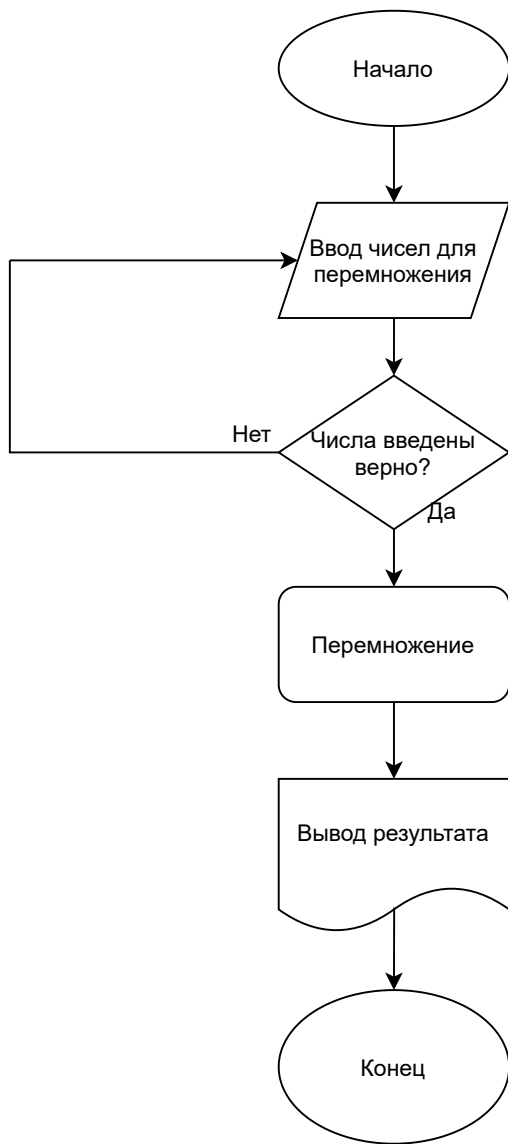 Начало
Ввод чисел для
перемножения
Нет
Числа введены
верно?
Да
Перемножение
Вывод результата
Конец